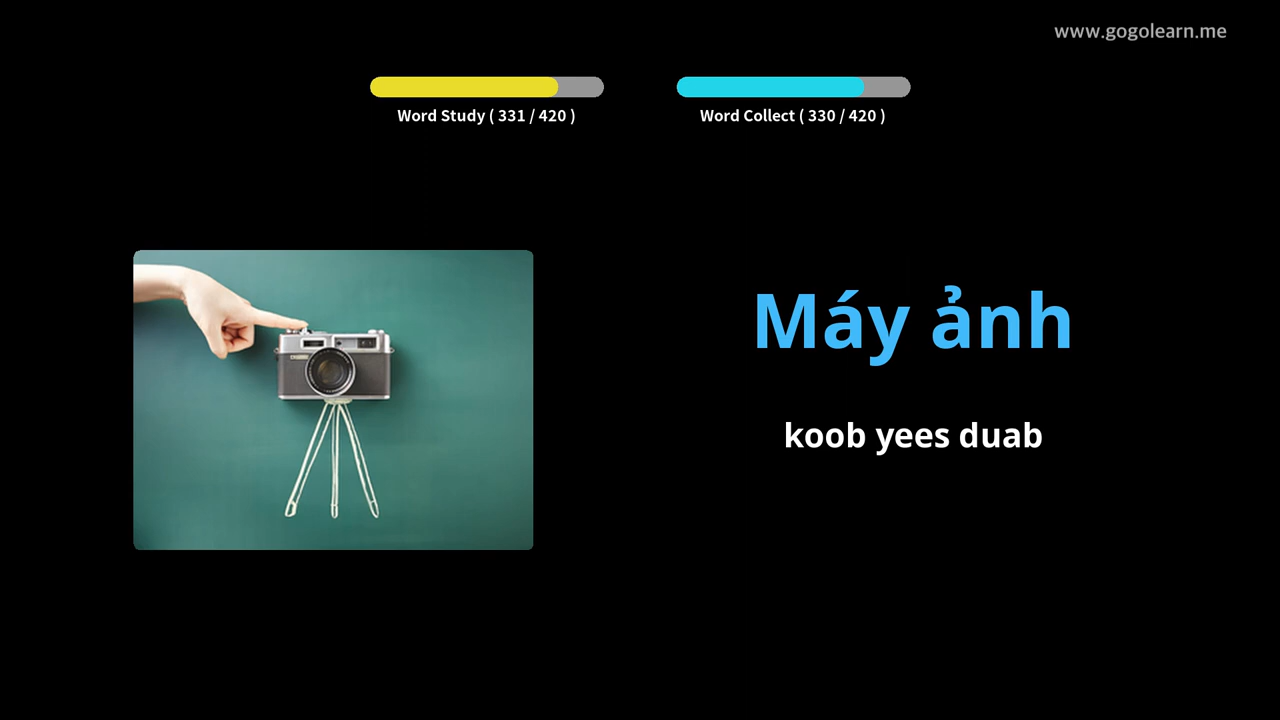 www.gogolearn.me
Word Study ( 331 / 420 )
Word Collect ( 330 / 420 )
Máy ảnh
koob yees duab